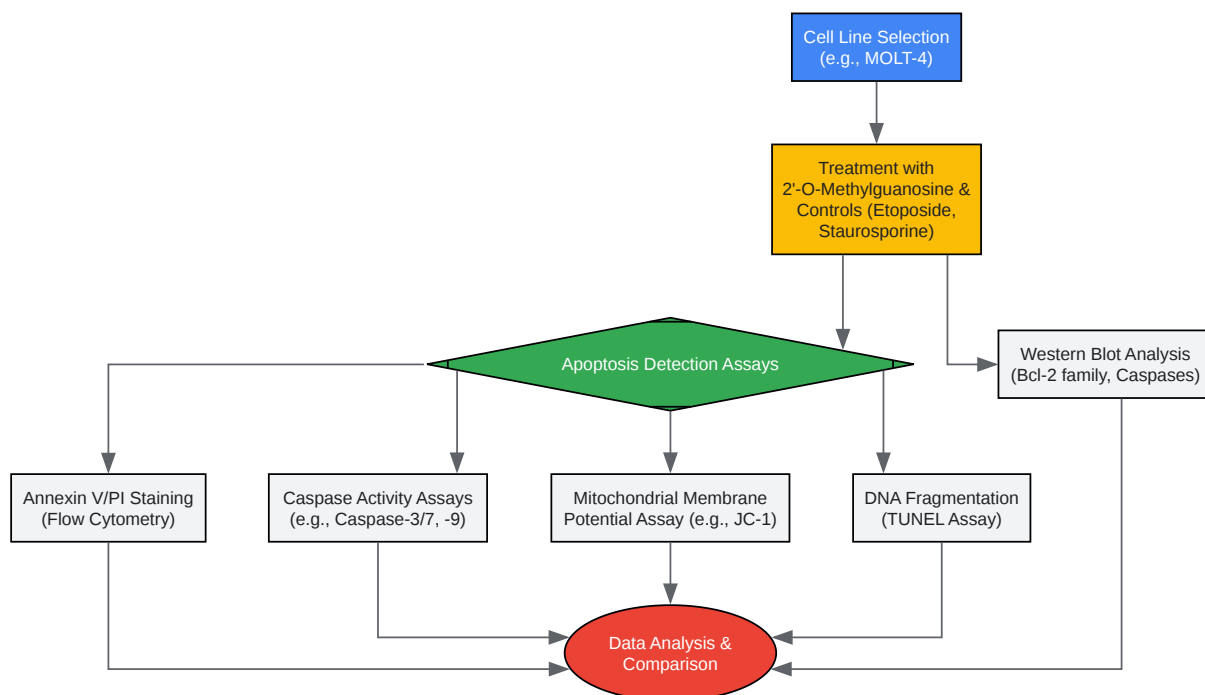 Cell Line Selection
(e.g., MOLT-4)
Treatment with
2'-O-Methylguanosine &
Controls (Etoposide,
Staurosporine)
Apoptosis Detection Assays
Western Blot Analysis
(Bcl-2 family, Caspases)
Annexin V/PI Staining
(Flow Cytometry)
Caspase Activity Assays
(e.g., Caspase-3/7, -9)
Mitochondrial Membrane
Potential Assay (e.g., JC-1)
DNA Fragmentation
(TUNEL Assay)
Data Analysis &
Comparison